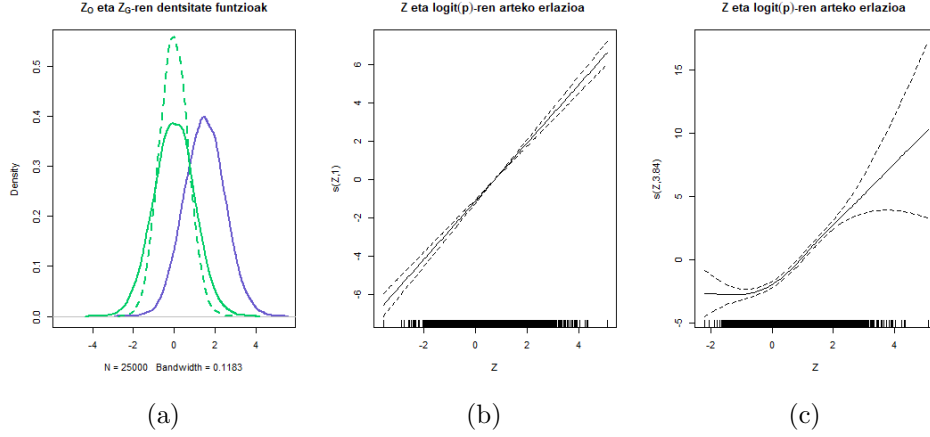 Z_O eta Z_G-ren dentsitate funtzioak
Density
0.0 0.1 0.2 0.3 0.4 0.5
-4 -2 0 2 4
N = 25000 Bandwidth = 0.1183
(a)
Z eta logit(p)-ren arteko erlazioa
s(Z,1)
-6 -4 -2 0 2 4 6
-2 0 2 4
Z
(b)
Z eta logit(p)-ren arteko erlazioa
s(Z,3.84)
-5 0 5 10 15
-2 0 2 4
Z
(c)